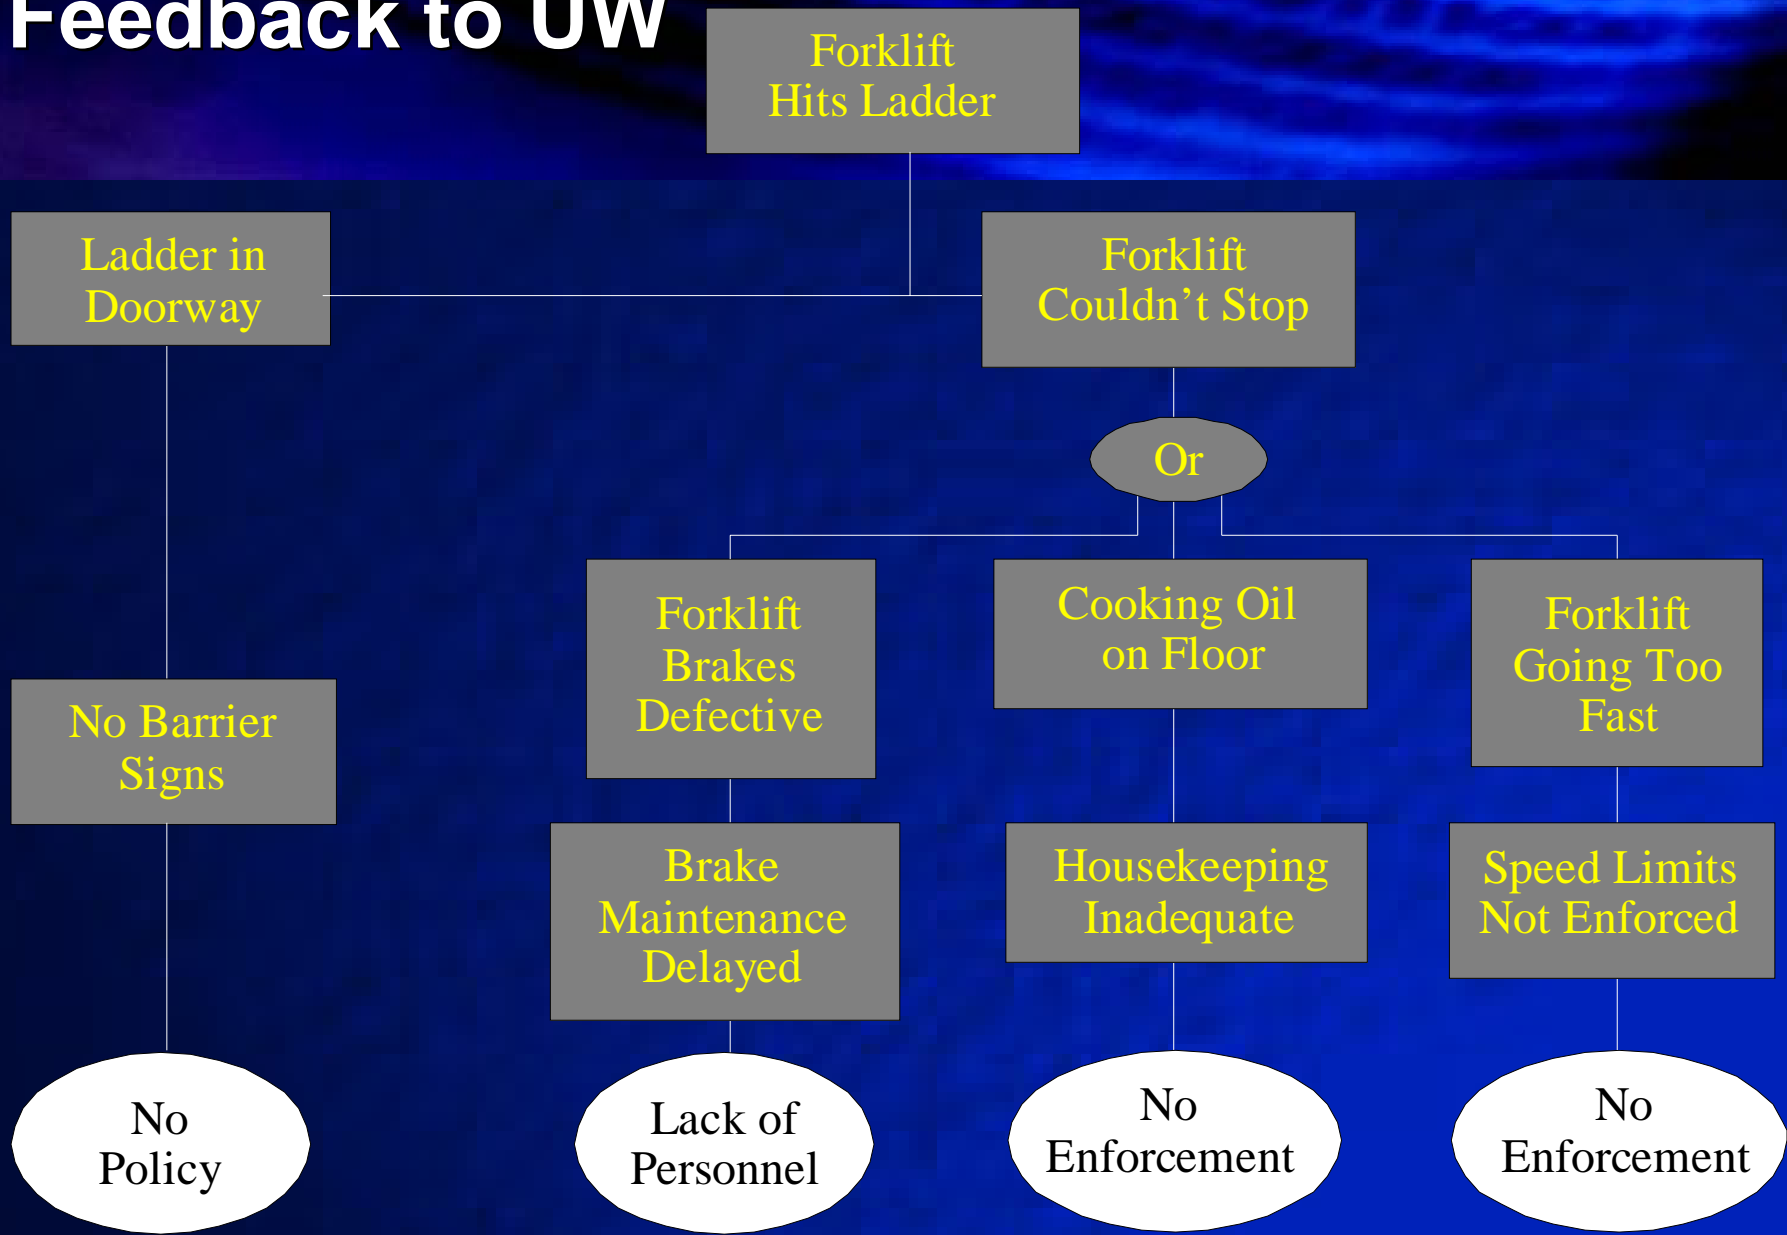 Feedback to UW
Forklift
Hits Ladder
Ladder in
Doorway
Forklift
Couldn’t Stop
Or
Forklift
Brakes
Defective
Cooking Oil
on Floor
Forklift
Going Too
Fast
No Barrier
Signs
Brake
Maintenance
Delayed
Housekeeping
Inadequate
Speed Limits
Not Enforced
No
Policy
Lack of
Personnel
No
Enforcement
No
Enforcement